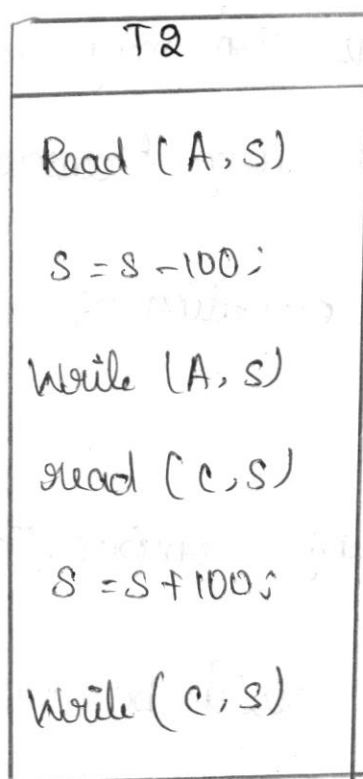 T2
Read (A, S)
S = S - 100;
Write (A, S)
read (C, S)
S = S + 100;
Write (C, S)